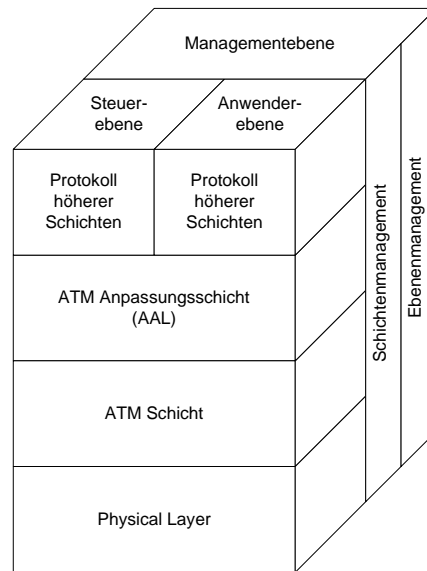 Managementebene
Steuer-
ebene
Anwender-
ebene
Protokoll
höherer
Schichten
Protokoll
höherer
Schichten
ATM Anpassungsschicht
(AAL)
ATM Schicht
Physical Layer
Schichtenmanagement
Ebenenmanagement